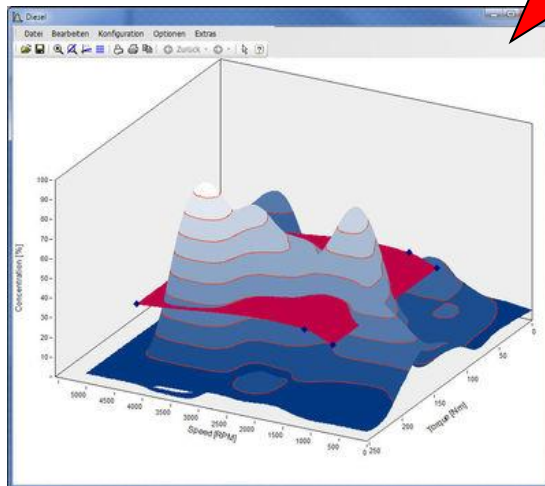 Diesel
Datei Bearbeiten Konfiguration Optionen Extras
Zurück
100
90
80
70
60
50
40
30
20
10
Concentration [%]
5000 4500 4000 3500 3000 2500 2000 1500 1000 500 0
Speed [RPM]
250 200 150 100 50 0
Torque [Nm]